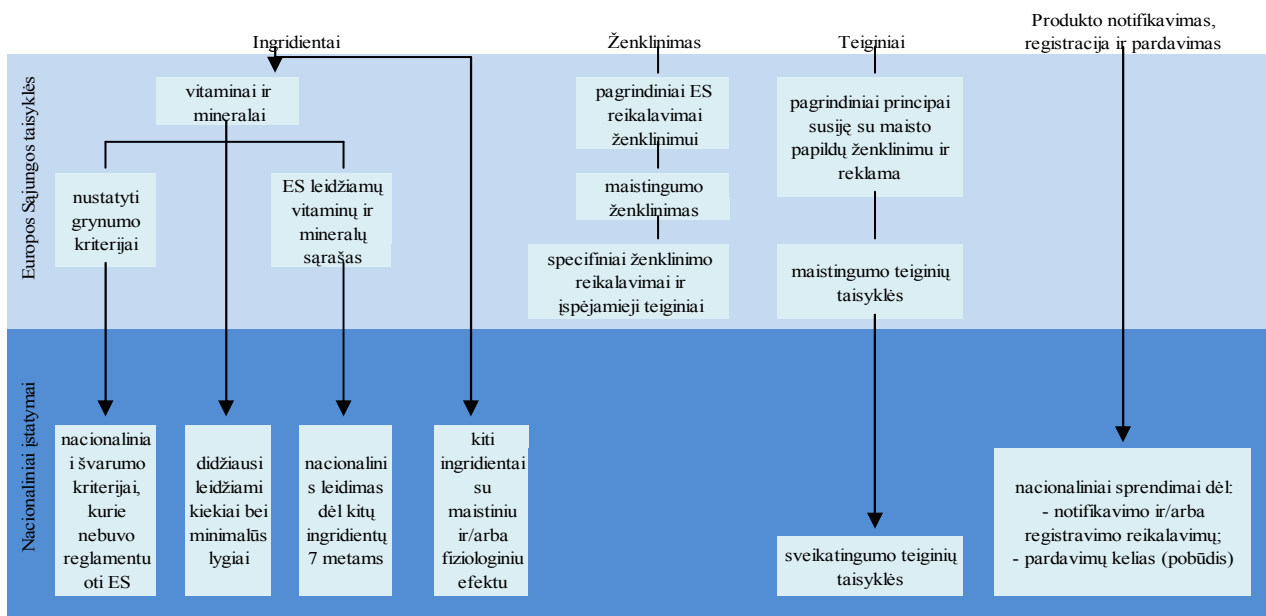 Produkto notifikavimas,
registracija ir pardavimas
Ingridientai
Ženklinimas
Teiginiai
Europos Sąjungos taisyklės
vitaminai ir
mineralai
nustatyti
grynumo
kriterijai
ES leidžiamų
vitaminų ir
mineralų
sąrašas
pagrindiniai ES
reikalavimai
ženklinimui
maistingumo
ženklinimas
specifiniai ženklinimo
reikalavimai ir
įspėjamieji teiginiai
pagrindiniai principai
susiję su maisto
papildų ženklinimu ir
reklama
maistingumo teiginių
taisyklės
Nacionaliniai įstatymai
nacionalinia
i švarumo
kriterijai,
kurie
nebuvo
reglamentu
oti ES
didžiausi
leidžiami
kiekiai bei
minimalūs
lygiai
nacionalini
s leidimas
dėl kitų
ingridientų
7 metams
kiti
ingridientai
su
maistiniu
ir/arba
fiziologiniu
efektu
sveikatingumo teiginių
taisyklės
nacionaliniai sprendimai dėl:
- notifikavimo ir/arba
registravimo reikalavimų;
- pardavimų kelias (pobūdis)